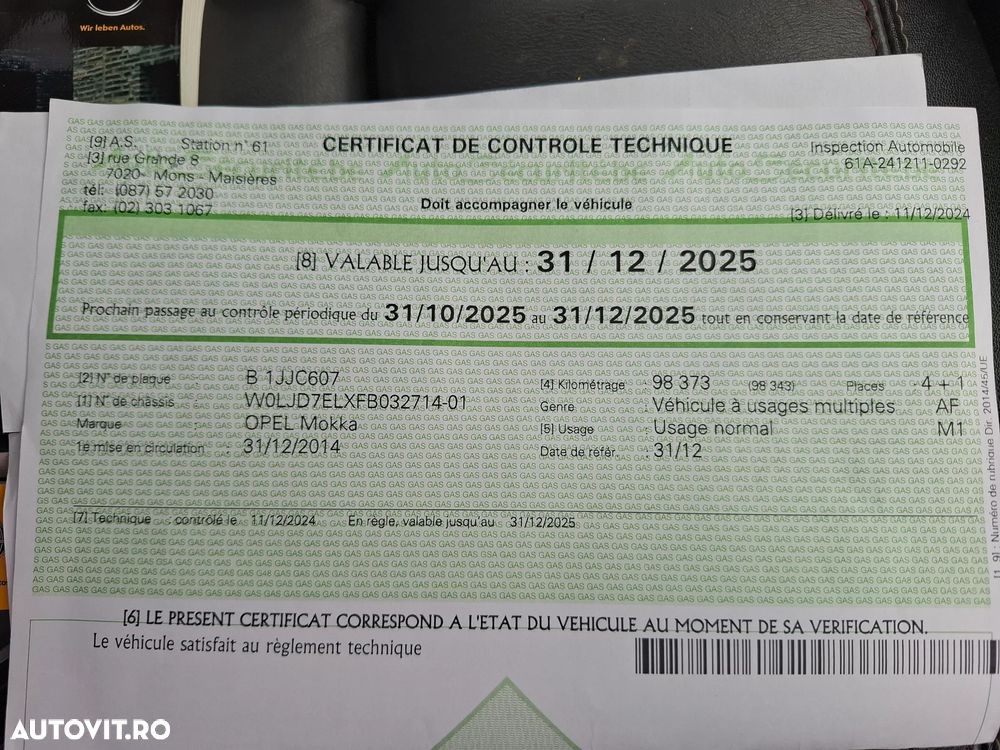 Wir leben Autos.
[9] A.S. Station n° 61
[3] rue Grande 8
7020- Mons - Maisières
tél: (087) 57 2030
fax: (02) 303 1067
CERTIFICAT DE CONTROLE TECHNIQUE
Doit accompagner le véhicule
Inspection Automobile
61A-241211-0292
[3] Délivré le : 11/12/2024
[8] VALABLE JUSQU'AU : 31 / 12 / 2025
Prochain passage au contrôle périodique du 31/10/2025 au 31/12/2025 tout en conservant la date de référence
[2] N° de plaque : B 1JJC607
[1] N° de châssis : W0LJD7ELXFB032714-01
Marque : OPEL Mokka
1e mise en circulation : 31/12/2014
[4] Kilométrage : 98 373 (98 343) Places 4 + 1
Genre : Véhicule à usages multiples AF
[5] Usage : Usage normal M1
Date de référ. : 31/12
[7] Technique contrôlé le 11/12/2024 En règle, valable jusqu'au 31/12/2025
[6] LE PRESENT CERTIFICAT CORRESPOND A L'ETAT DU VEHICULE AU MOMENT DE SA VERIFICATION.
Le véhicule satisfait au règlement technique
Numéro de rubrique Dir. 2014/45/UE
AUTOVIT.RO